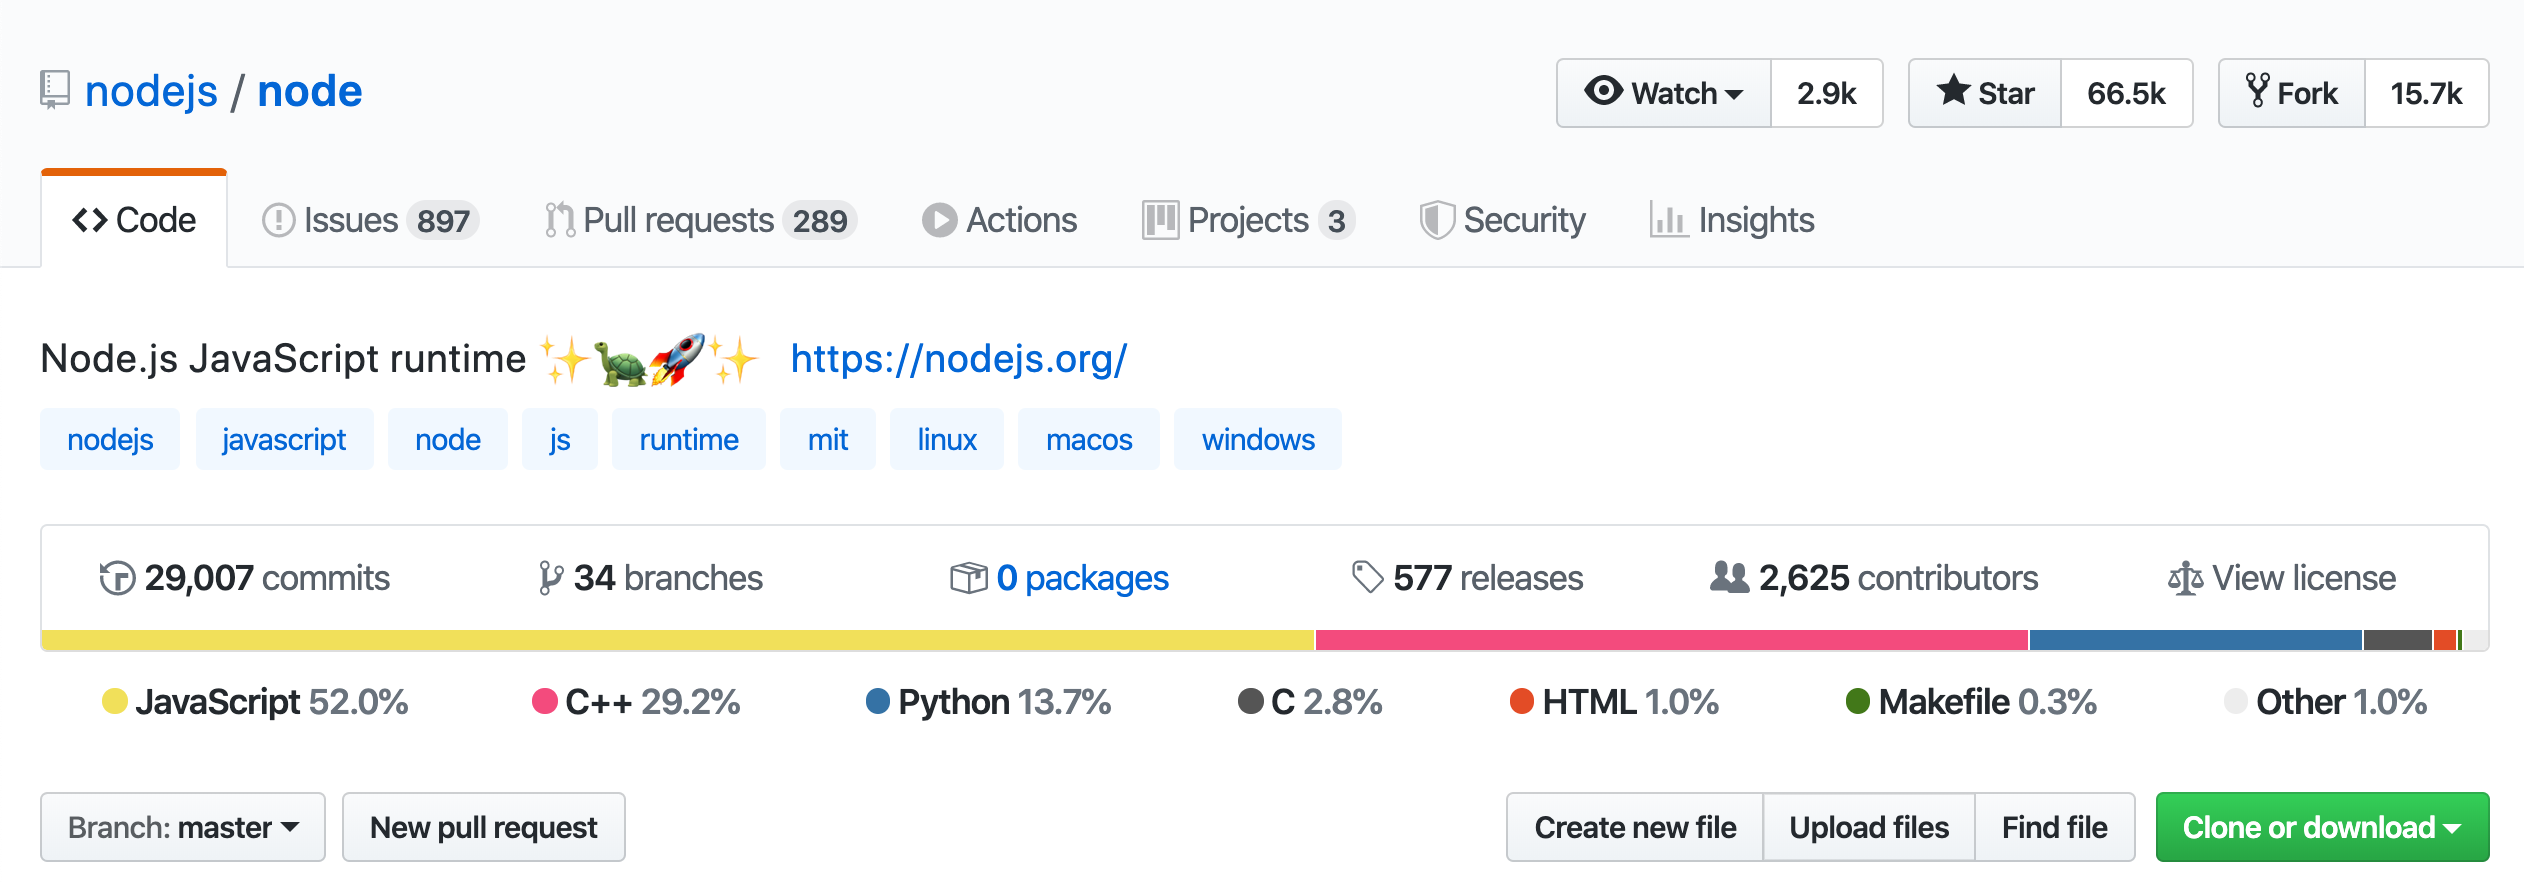 nodejs / node Watch 2.9k Star 66.5k Fork 15.7k
Code Issues 897 Pull requests 289 Actions Projects 3 Security Insights
Node.js JavaScript runtime ✨🐢🚀✨ https://nodejs.org/
nodejs javascript node js runtime mit linux macos windows
29,007 commits 34 branches 0 packages 577 releases 2,625 contributors View license
JavaScript 52.0% C++ 29.2% Python 13.7% C 2.8% HTML 1.0% Makefile 0.3% Other 1.0%
Branch: master New pull request Create new file Upload files Find file Clone or download